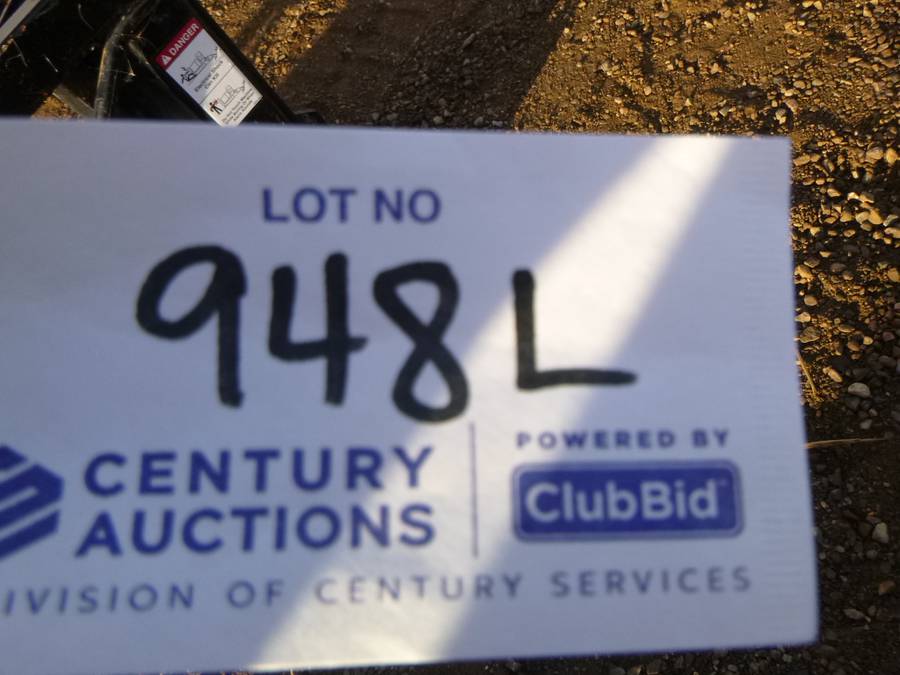 DANGER
LOT NO
948L
CENTURY
AUCTIONS
POWERED BY
ClubBid
IVISION OF CENTURY SERVICES